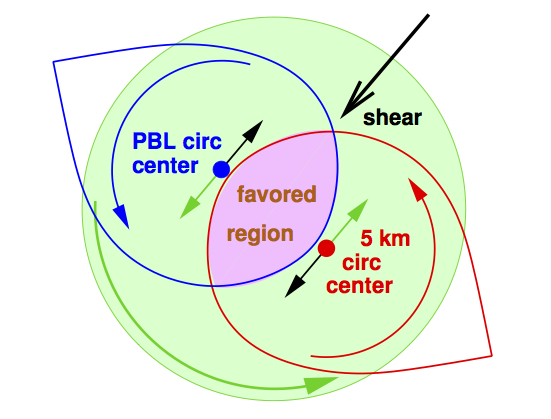 shear
PBL circ
center
favored
region
5 km
circ
center